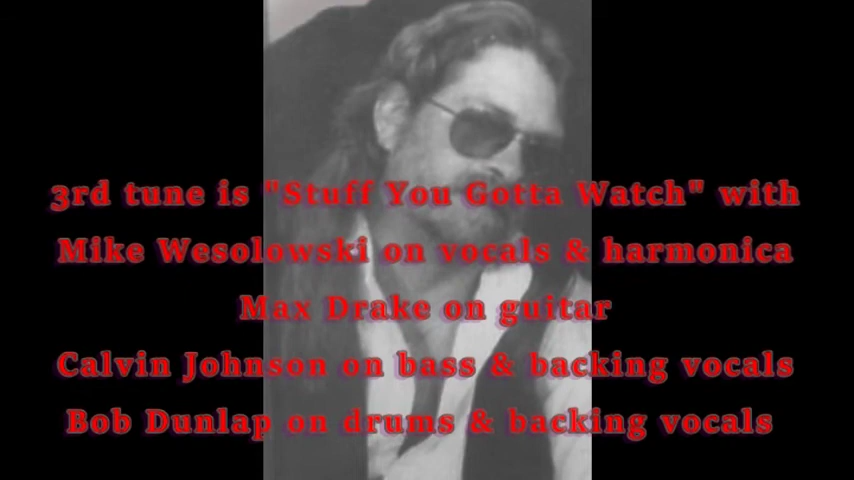 3rd tune is "Stuff You Gotta Watch" with
Mike Wesolowski on vocals & harmonica
Max Drake on guitar
Calvin Johnson on bass & backing vocals
Bob Dunlap on drums & backing vocals